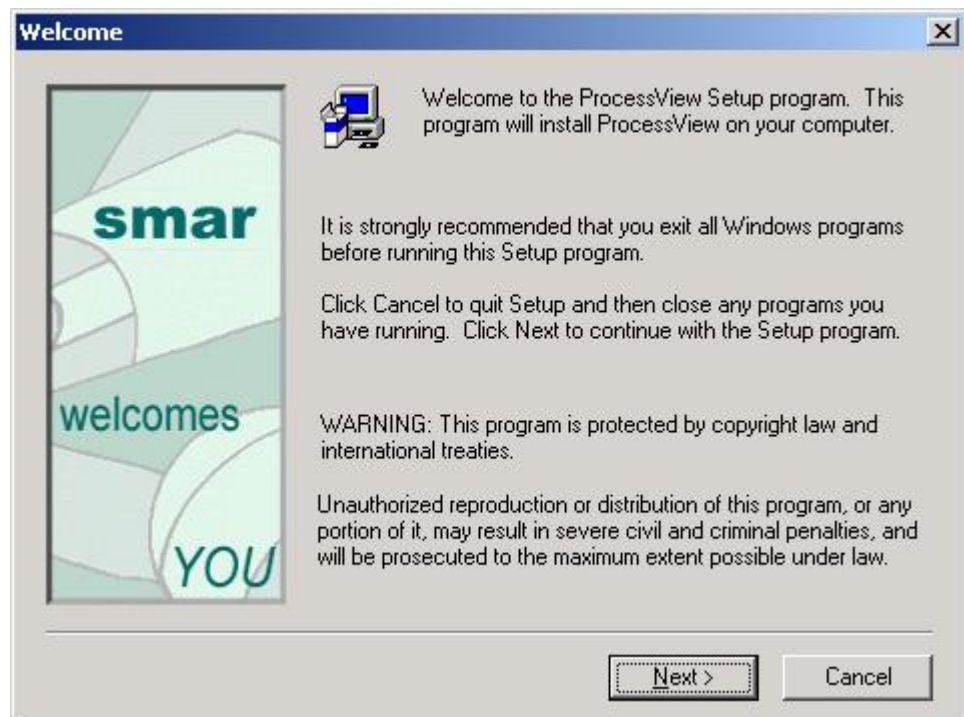 Welcome
smar
welcomes
YOU
Welcome to the ProcessView Setup program. This
program will install ProcessView on your computer.
It is strongly recommended that you exit all Windows programs
before running this Setup program.
Click Cancel to quit Setup and then close any programs you
have running. Click Next to continue with the Setup program.
WARNING: This program is protected by copyright law and
international treaties.
Unauthorized reproduction or distribution of this program, or any
portion of it, may result in severe civil and criminal penalties, and
will be prosecuted to the maximum extent possible under law.
Next >
Cancel